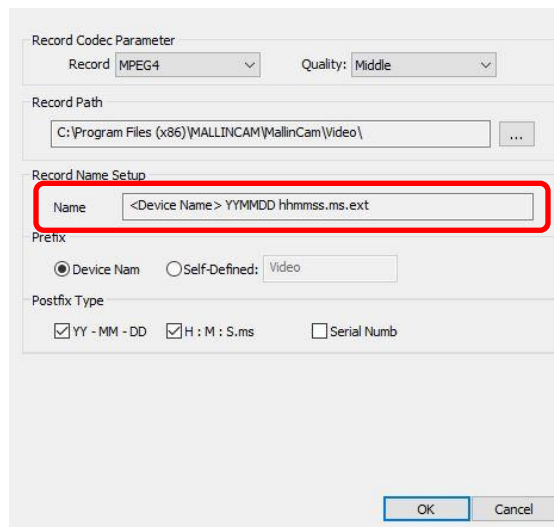 Record Codec Parameter
Record MPEG4 Quality: Middle
Record Path
C:\Program Files (x86)\MALLINCAM\MallinCam\Video\ ...
Record Name Setup
Name <Device Name> YYMMDD hhmmss.ms.ext
Prefix
Device Nam Self-Defined: Video
Postfix Type
YY - MM - DD H : M : S.ms Serial Numb
OK Cancel